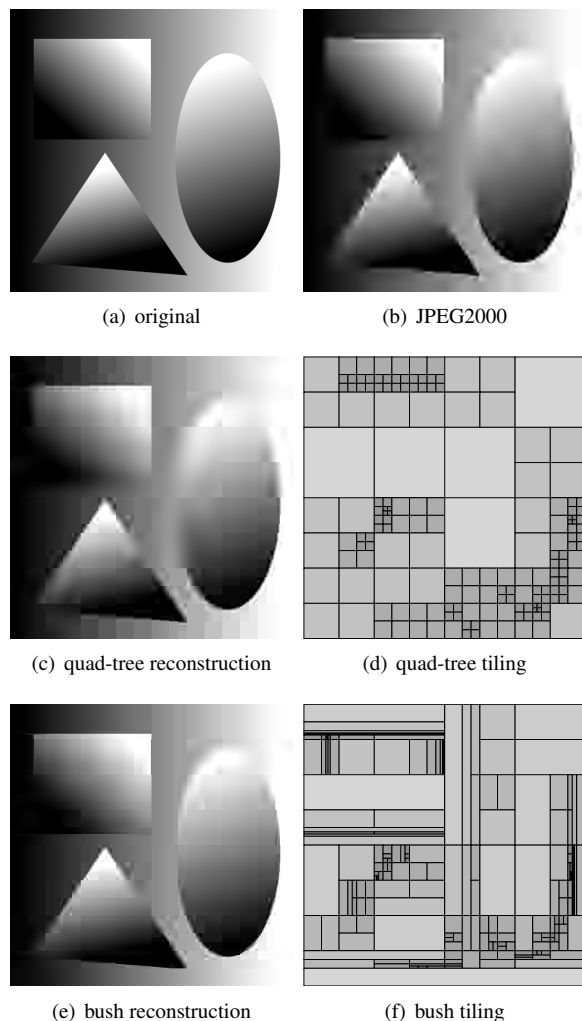 (a) original
(b) JPEG2000
(c) quad-tree reconstruction
(d) quad-tree tiling
(e) bush reconstruction
(f) bush tiling